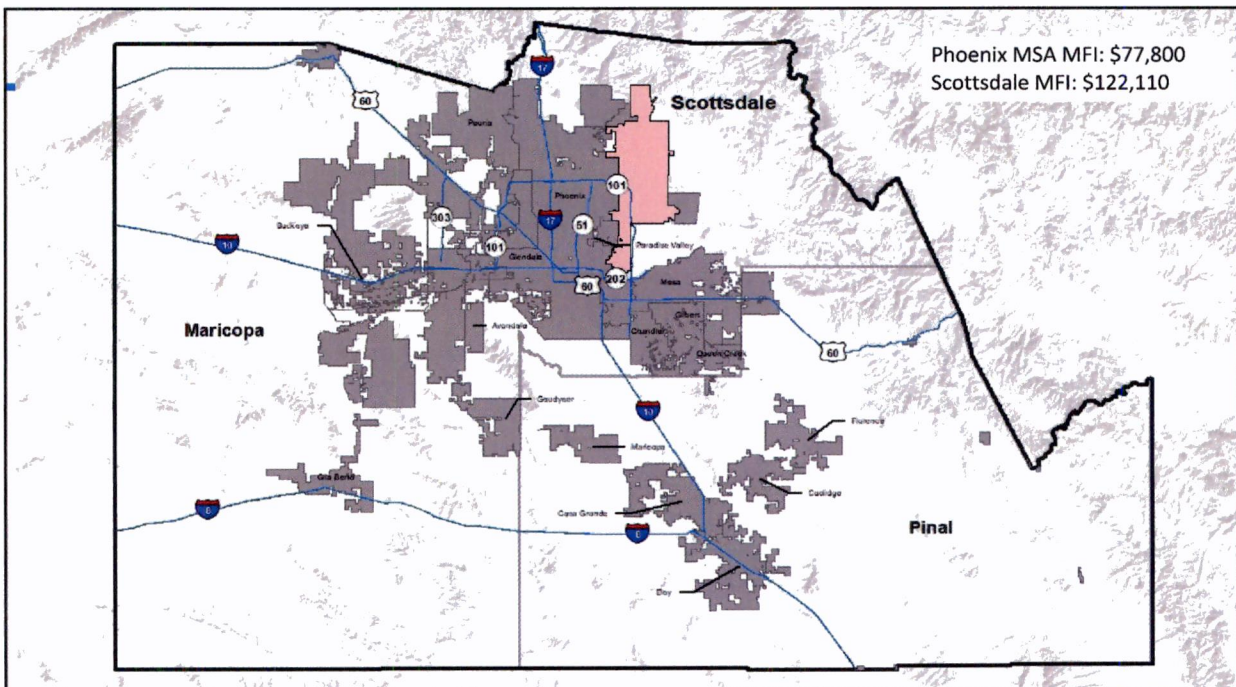 Phoenix MSA MFI: $77,800
Scottsdale MFI: $122,110
17
60
Scottsdale
Peoria
101
Phoenix
303
17
51
Buckeye
101
Paradise Valley
10
Glendale
202
60
Mesa
Maricopa
Gilbert
Avondale
Chandler
Queen Creek
60
Goodyear
10
Florence
Maricopa
Gila Bend
Coolidge
8
Casa Grande
8
Pinal
Eloy